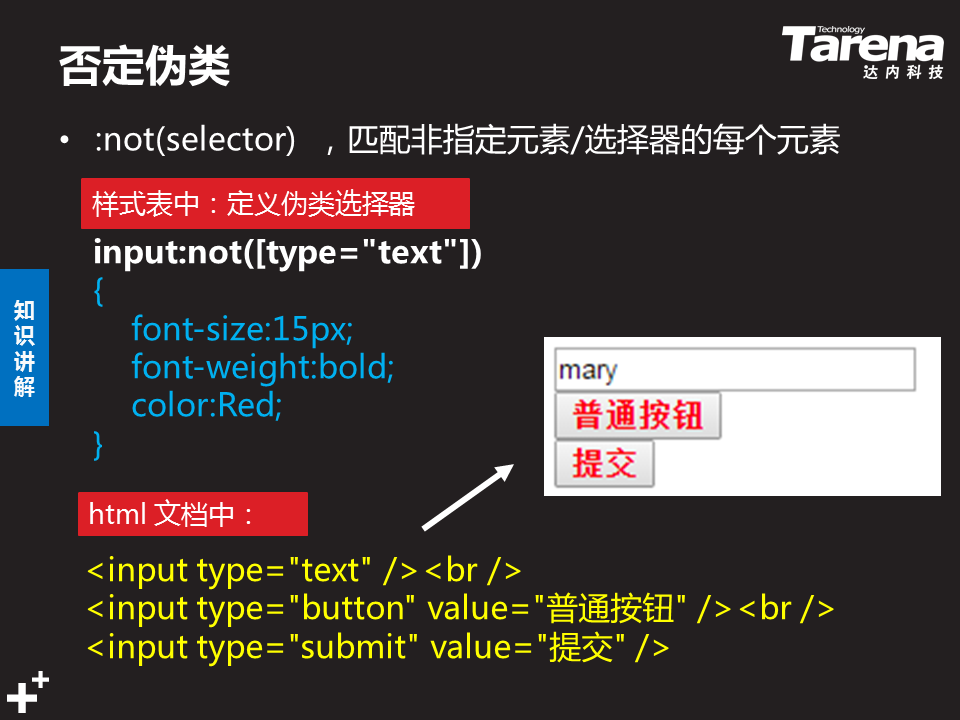 否定伪类
Technology
Tarena
达内科技
• :not(selector) ，匹配非指定元素/选择器的每个元素
样式表中：定义伪类选择器
input:not([type="text"])
{
font-size:15px;
font-weight:bold;
color:Red;
}
知识讲解
mary
普通按钮
提交
html 文档中：
<input type="text" /><br />
<input type="button" value="普通按钮" /><br />
<input type="submit" value="提交" />